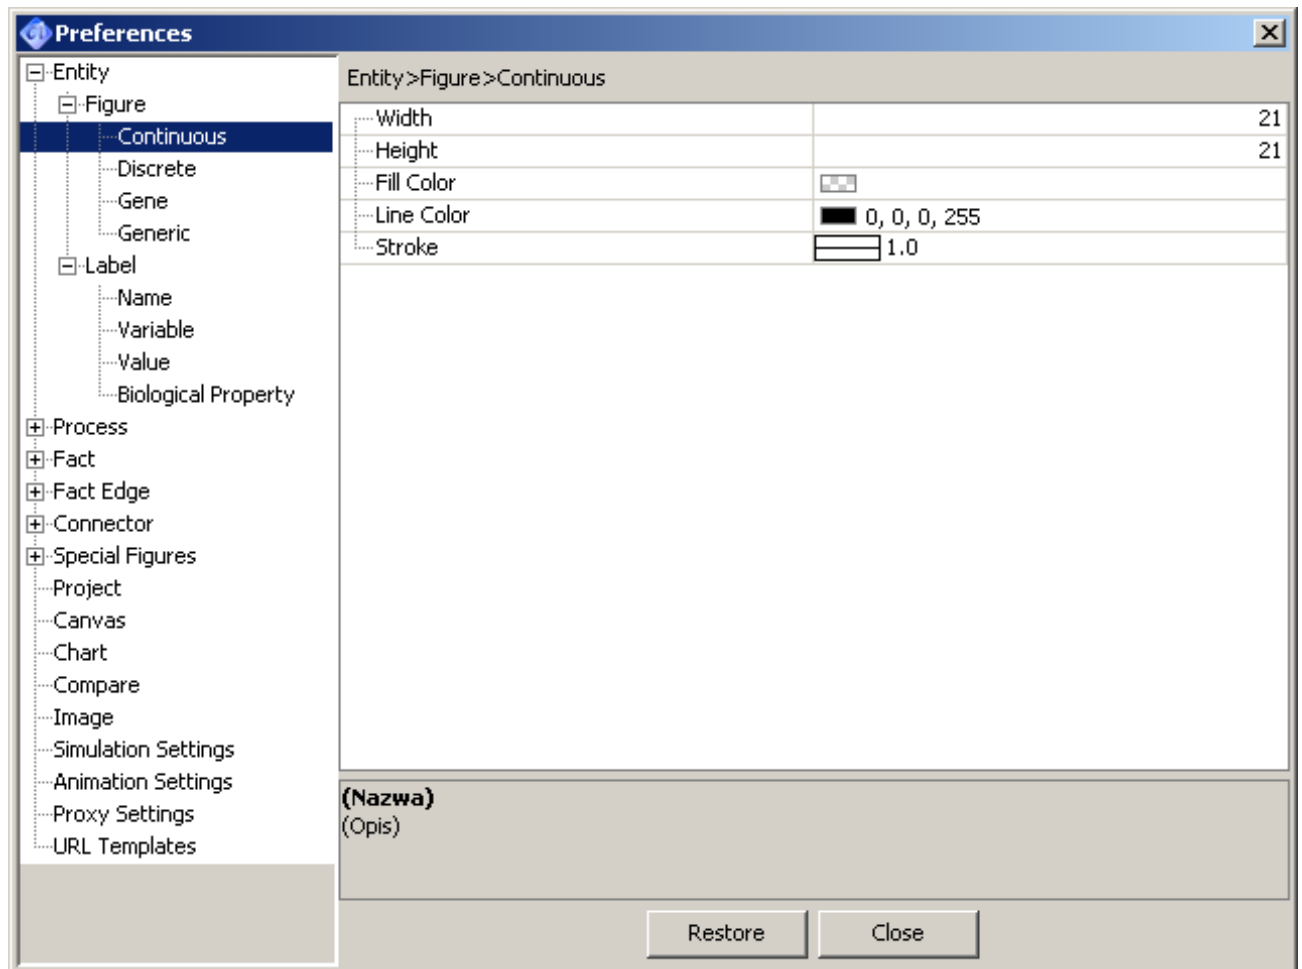 Preferences
Entity
Figure
Continuous
Discrete
Gene
Generic
Label
Name
Variable
Value
Biological Property
Process
Fact
Fact Edge
Connector
Special Figures
Project
Canvas
Chart
Compare
Image
Simulation Settings
Animation Settings
Proxy Settings
URL Templates
Entity>Figure>Continuous
Width 21
Height 21
Fill Color
Line Color 0, 0, 0, 255
Stroke 1.0
(Nazwa)
(Opis)
Restore Close